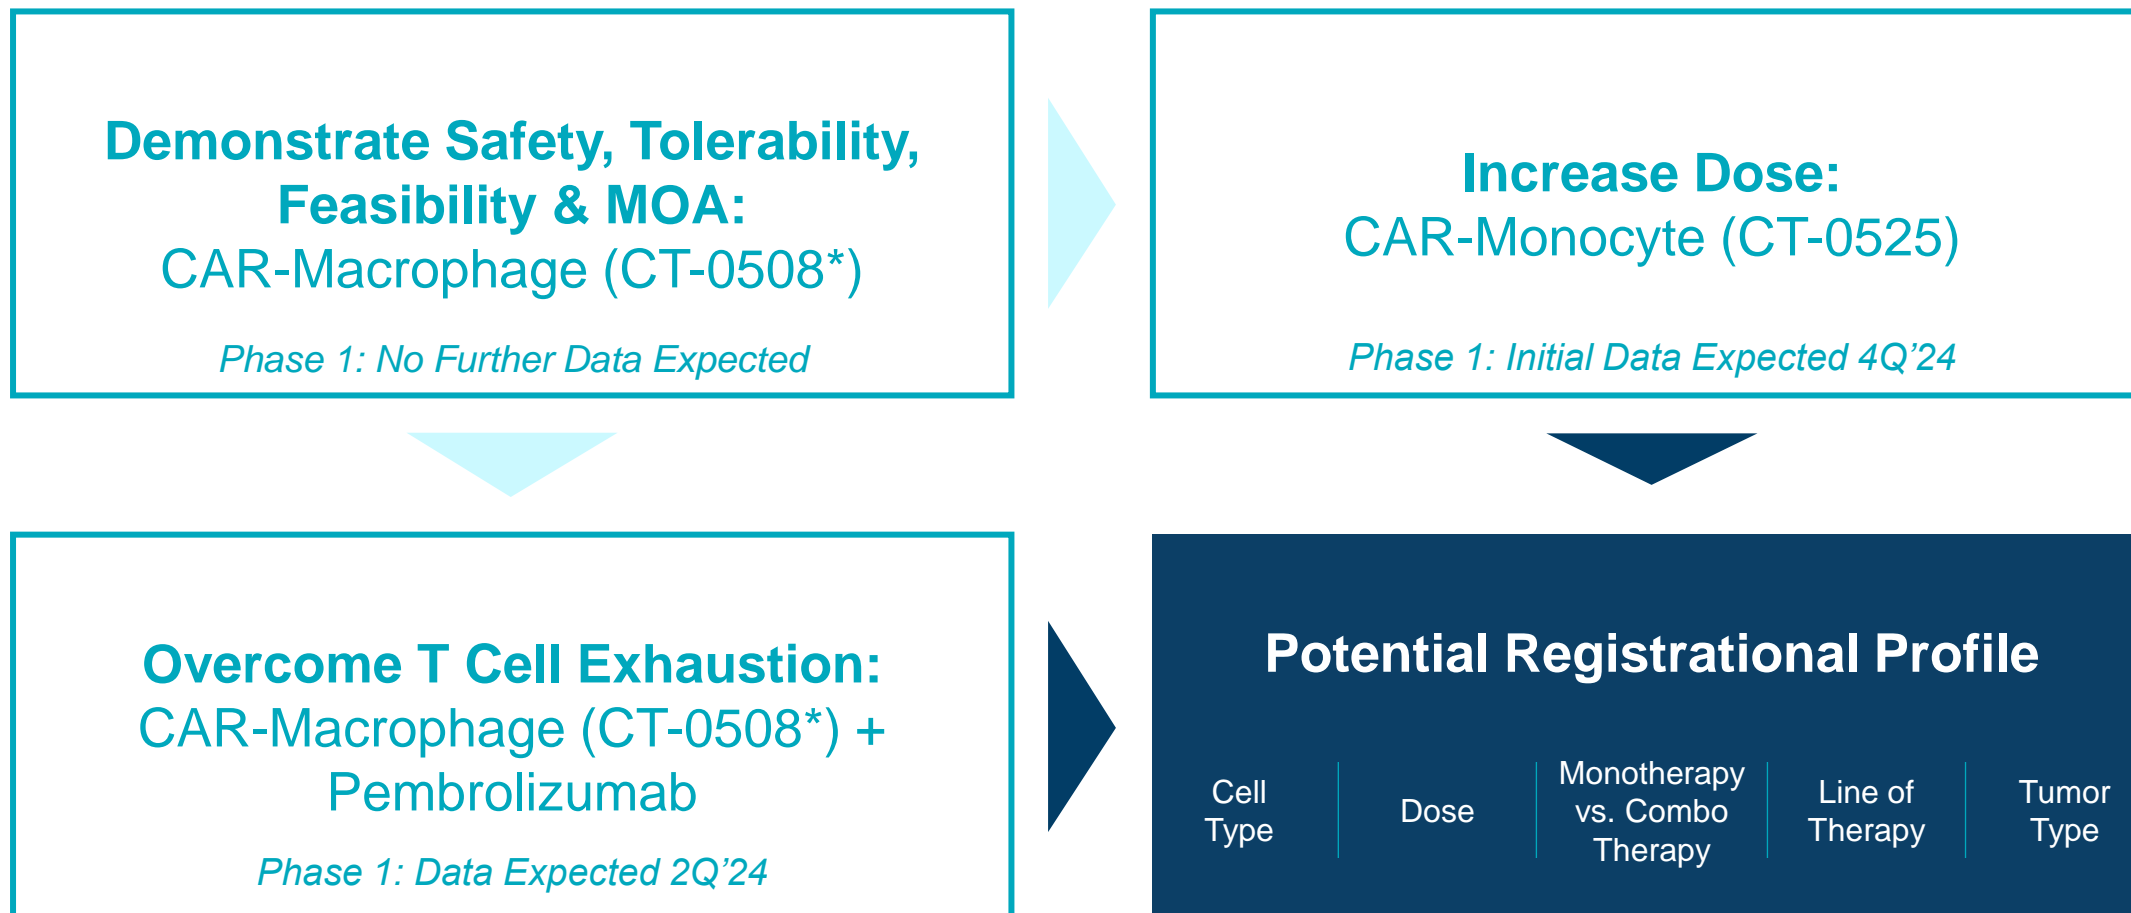 Demonstrate Safety, Tolerability,
Feasibility & MOA:
CAR-Macrophage (CT-0508*)
Phase 1: No Further Data Expected
Increase Dose:
CAR-Monocyte (CT-0525)
Phase 1: Initial Data Expected 4Q’24
Overcome T Cell Exhaustion:
CAR-Macrophage (CT-0508*) +
Pembrolizumab
Phase 1: Data Expected 2Q’24
Potential Registrational Profile
Cell
Type
Dose
Monotherapy
vs. Combo
Therapy
Line of
Therapy
Tumor
Type